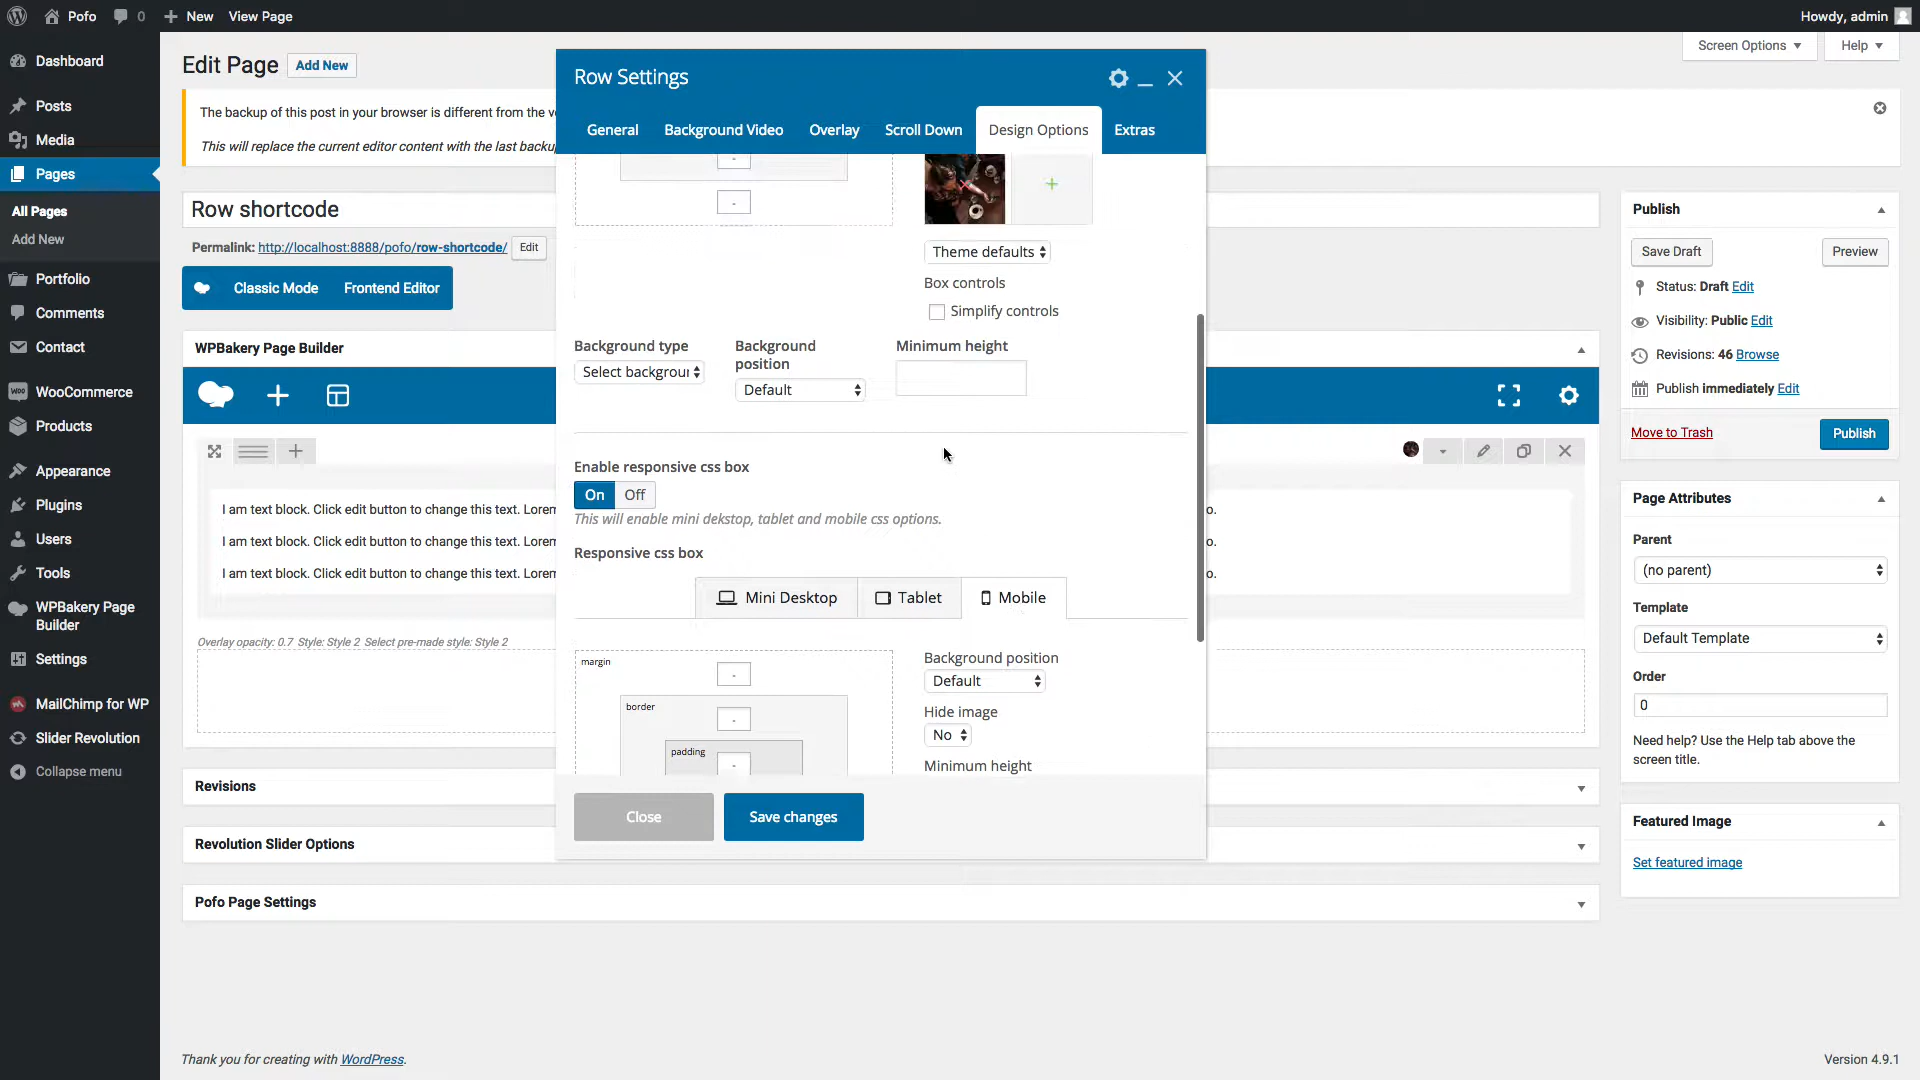 Pofo
0
New
View Page
Howdy, admin
Dashboard
Posts
Media
Pages
All Pages
Add New
Portfolio
Comments
Contact
WooCommerce
Products
Appearance
Plugins
Users
Tools
WPBakery Page
Builder
Settings
MailChimp for WP
Slider Revolution
Collapse menu
Screen Options
Help
Edit Page
Add New
The backup of this post in your browser is different from the
This will replace the current editor content with the last
Row shortcode
Permalink: http://localhost:8888/pofo/row-shortcode/
Edit
Classic Mode
Frontend Editor
WPBakery Page Builder
I am text block. Click edit button to change this text. Lorem
o.
I am text block. Click edit button to change this text. Lorem
o.
I am text block. Click edit button to change this text. Lorem
o.
Overlay opacity: 0.7 Style: Style 2 Select pre-made style: Style 2
Revisions
Revolution Slider Options
Pofo Page Settings
Row Settings
General
Background Video
Overlay
Scroll Down
Design Options
Extras
-
-
Theme defaults
Box controls
Simplify controls
Background type
Select backgroun
Background
position
Default
Minimum height
Enable responsive css box
On
Off
This will enable mini dekstop, tablet and mobile css options.
Responsive css box
Mini Desktop
Tablet
Mobile
margin
-
border
-
padding
-
Background position
Default
Hide image
No
Minimum height
Close
Save changes
Publish
Save Draft
Preview
Status: Draft Edit
Visibility: Public Edit
Revisions: 46 Browse
Publish immediately Edit
Move to Trash
Publish
Page Attributes
Parent
(no parent)
Template
Default Template
Order
0
Need help? Use the Help tab above the
screen title.
Featured Image
Set featured image
Thank you for creating with WordPress.
Version 4.9.1